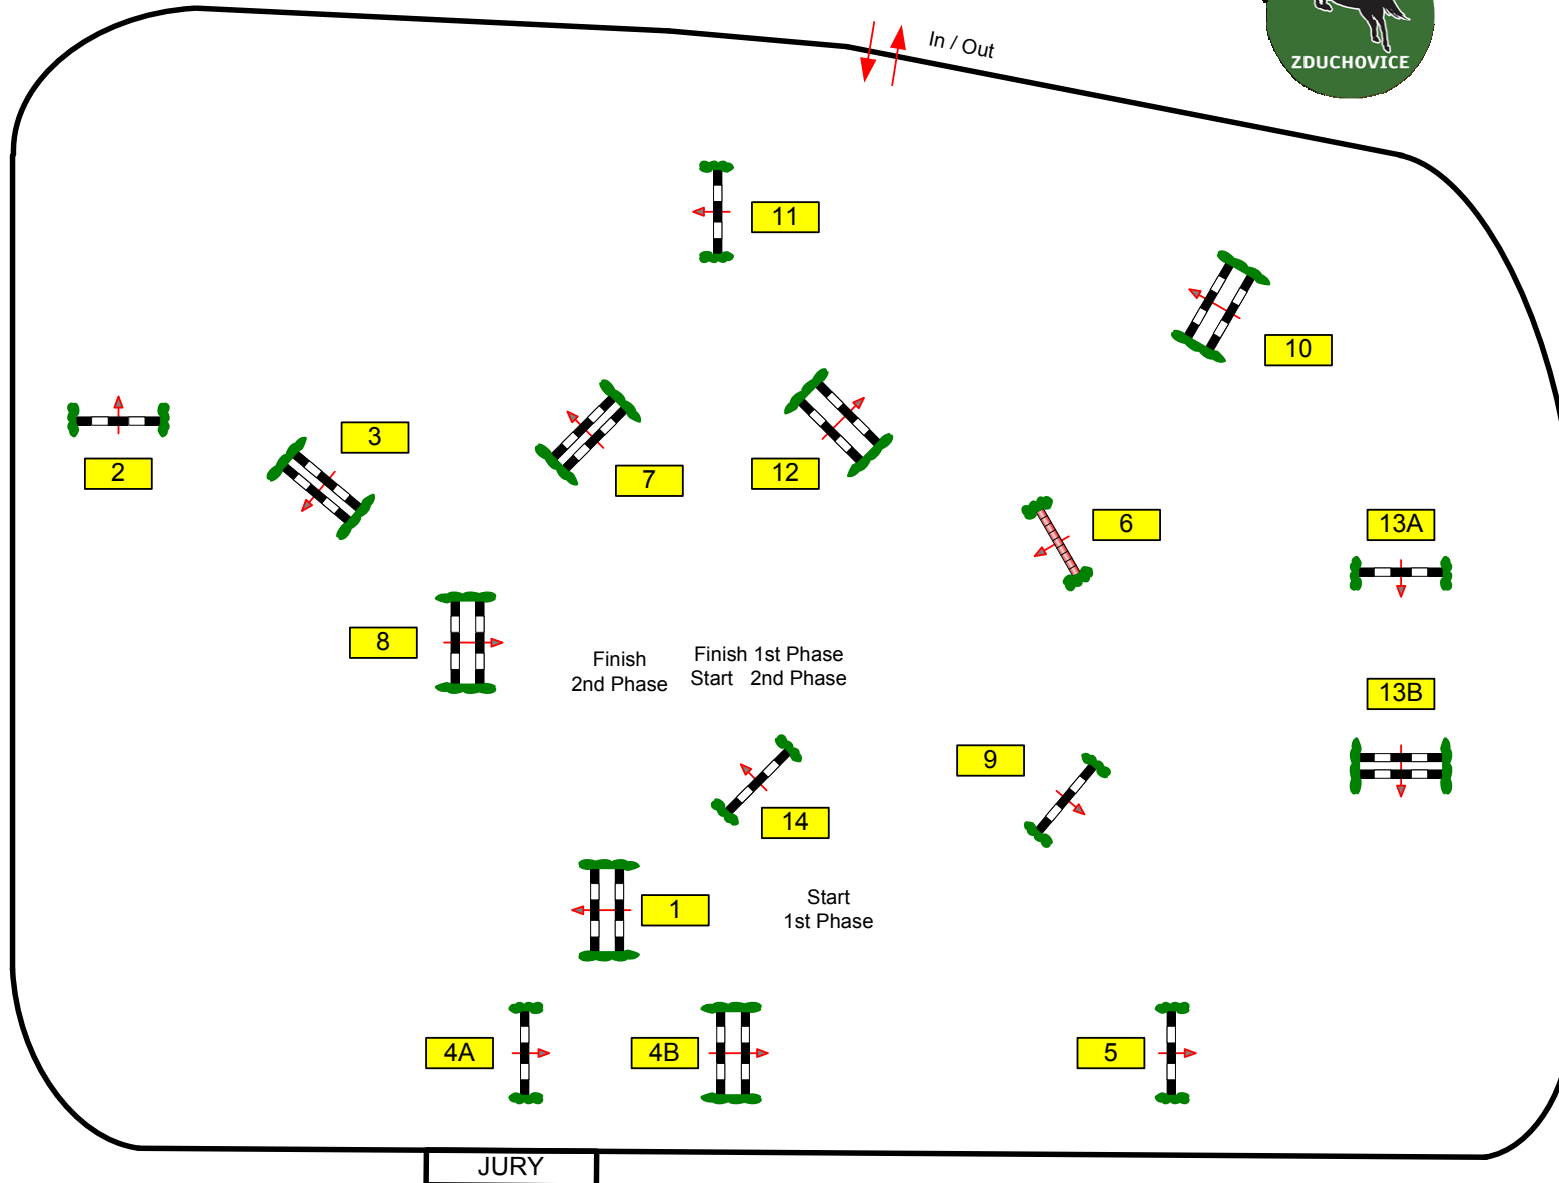 In / Out
ZDUCHOVICE
11
10
3
2
7
12
6
13A
8
Finish
2nd Phase
Finish 1st Phase
Start 2nd Phase
13B
9
14
1
Start
1st Phase
4A
4B
5
JURY